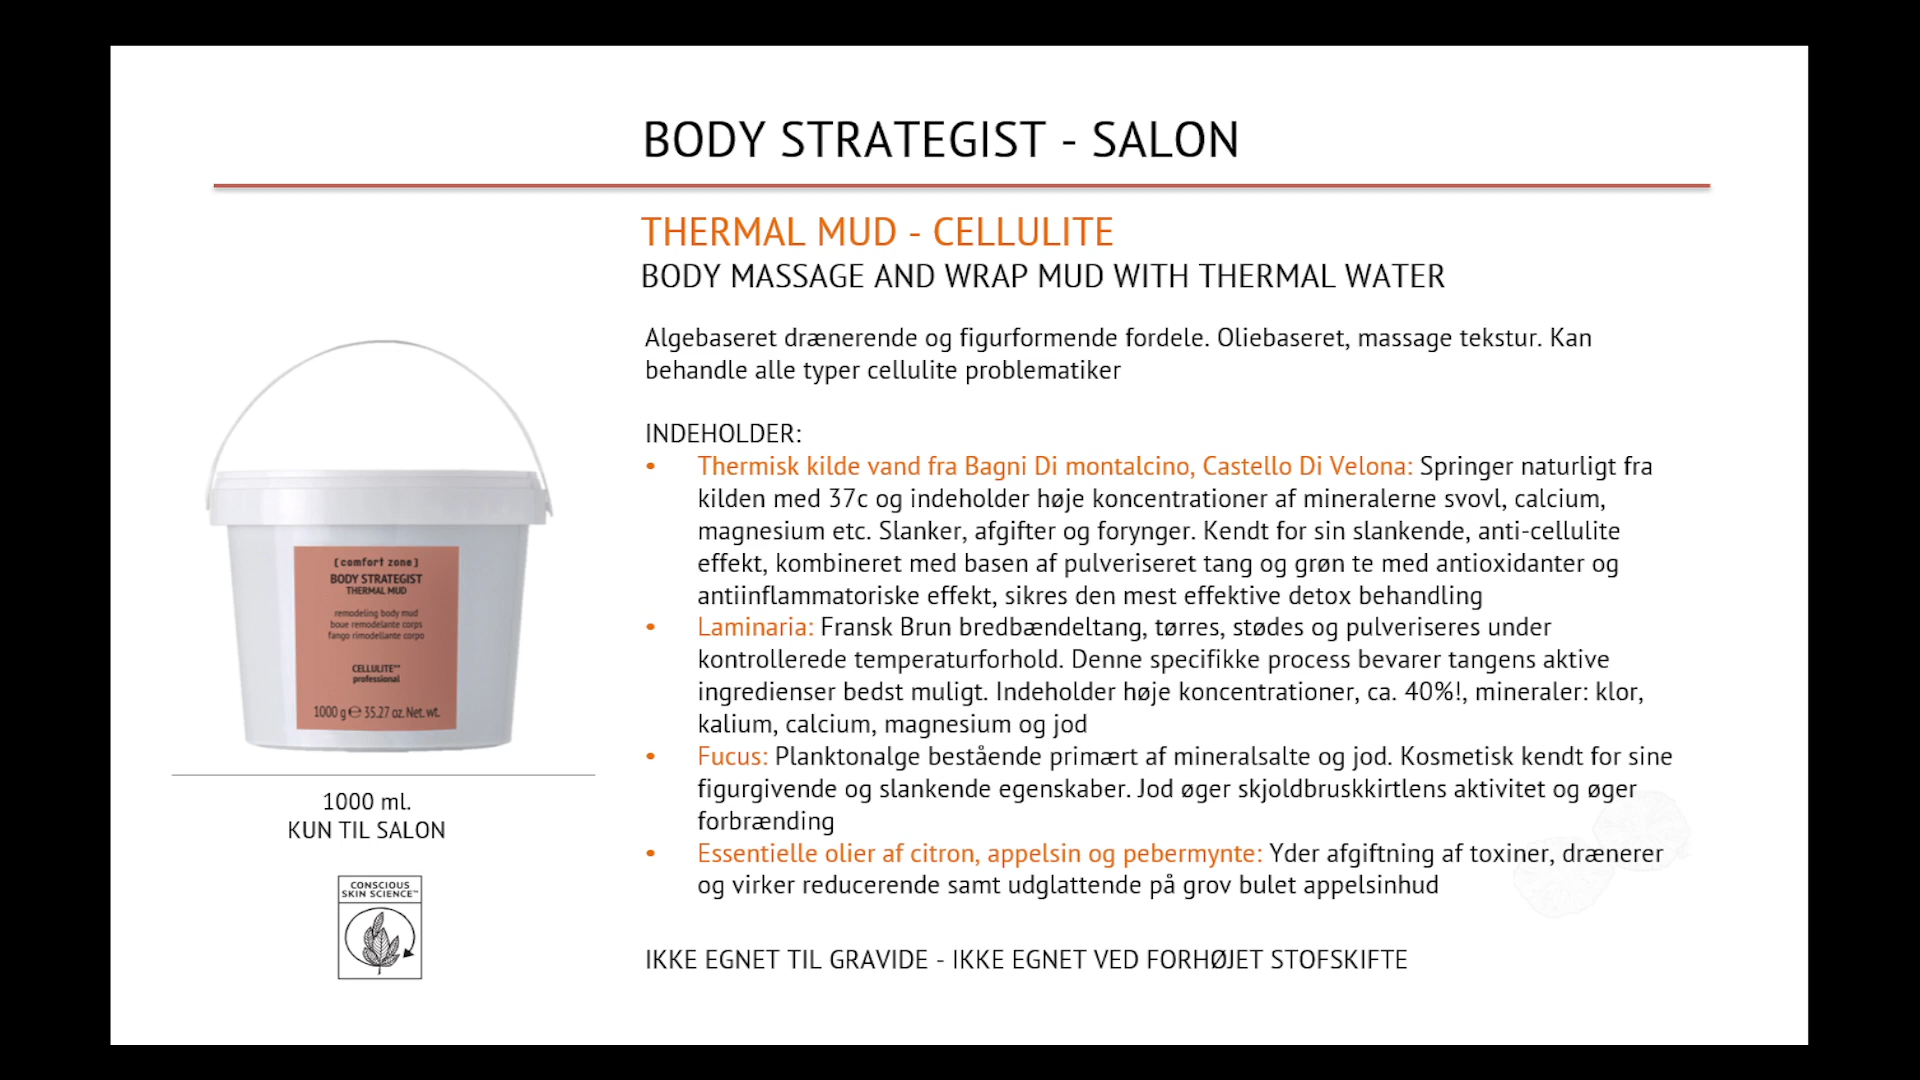 BODY STRATEGIST - SALON
THERMAL MUD - CELLULITE
BODY MASSAGE AND WRAP MUD WITH THERMAL WATER
Algebaseret drænerende og figurformende fordele. Oliebaseret, massage tekstur. Kan
behandle alle typer cellulite problematiker
INDEHOLDER:
• Thermisk kilde vand fra Bagni Di montalcino, Castello Di Velona: Springer naturligt fra
kilden med 37c og indeholder høje koncentrationer af mineralerne svovl, calcium,
magnesium etc. Slanker, afgifter og forynger. Kendt for sin slankende, anti-cellulite
effekt, kombineret med basen af pulveriseret tang og grøn te med antioxidanter og
antiinflammatoriske effekt, sikres den mest effektive detox behandling
• Laminaria: Fransk Brun bredbændeltang, tørres, stødes og pulveriseres under
kontrollerede temperaturforhold. Denne specifikke process bevarer tangens aktive
ingredienser bedst muligt. Indeholder høje koncentrationer, ca. 40%!, mineraler: klor,
kalium, calcium, magnesium og jod
• Fucus: Planktonalge bestående primært af mineralsalte og jod. Kosmetisk kendt for sine
figurgivende og slankende egenskaber. Jod øger skjoldbruskkirtlens aktivitet og øger
forbrænding
• Essentielle olier af citron, appelsin og pebermynte: Yder afgiftning af toxiner, drænerer
og virker reducerende samt udglattende på grov bulet appelsinhud
IKKE EGNET TIL GRAVIDE - IKKE EGNET VED FORHØJET STOFSKIFTE
[ comfort zone ]
BODY STRATEGIST
THERMAL MUD
remodeling body mud
boue remodelante corps
fango rimodellante corpo
CELLULITE**
professional
1000 g ℮ 35.27 oz. Net. wt.
1000 ml.
KUN TIL SALON
CONSCIOUS
SKIN SCIENCE™